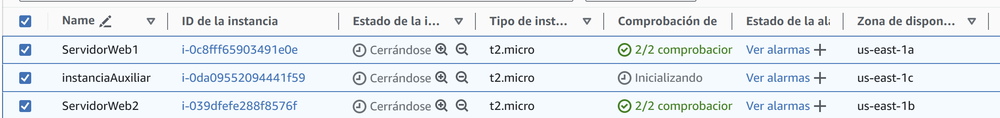 Name ID de la instancia Estado de la i... Tipo de inst... Comprobación de Estado de la ala Zona de dispon...
ServidorWeb1 i-0c8fff65903491e0e Cerrándose t2.micro 2/2 comprobacior Ver alarmas + us-east-1a
instanciaAuxiliar i-0da09552094441f59 Cerrándose t2.micro Inicializando Ver alarmas + us-east-1c
ServidorWeb2 i-039dfefe288f8576f Cerrándose t2.micro 2/2 comprobacior Ver alarmas + us-east-1b